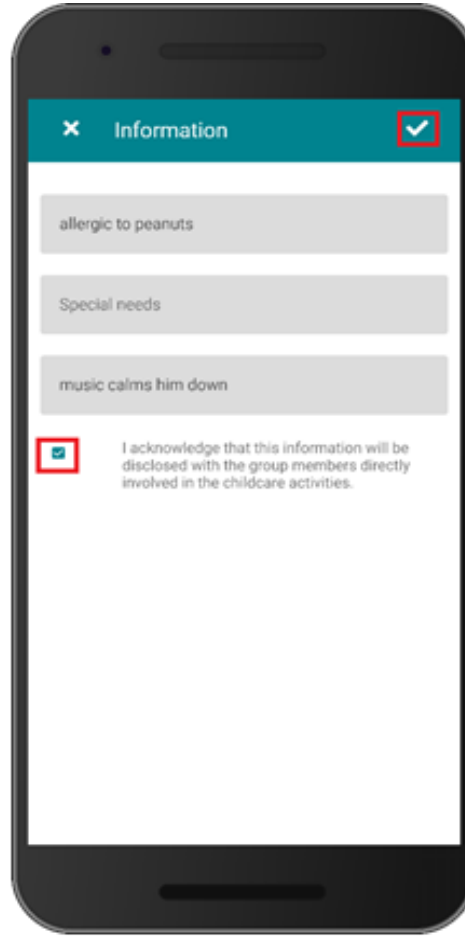 Information
allergic to peanuts
Special needs
music calms him down
I acknowledge that this information will be
disclosed with the group members directly
involved in the childcare activities.